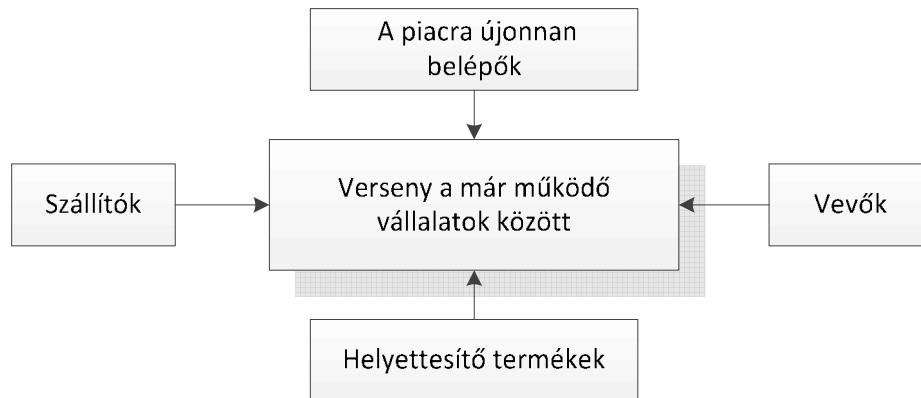 A piacra újonnan
belépők
Szállítók
Verseny a már működő
vállalatok között
Vevők
Helyettesítő termékek